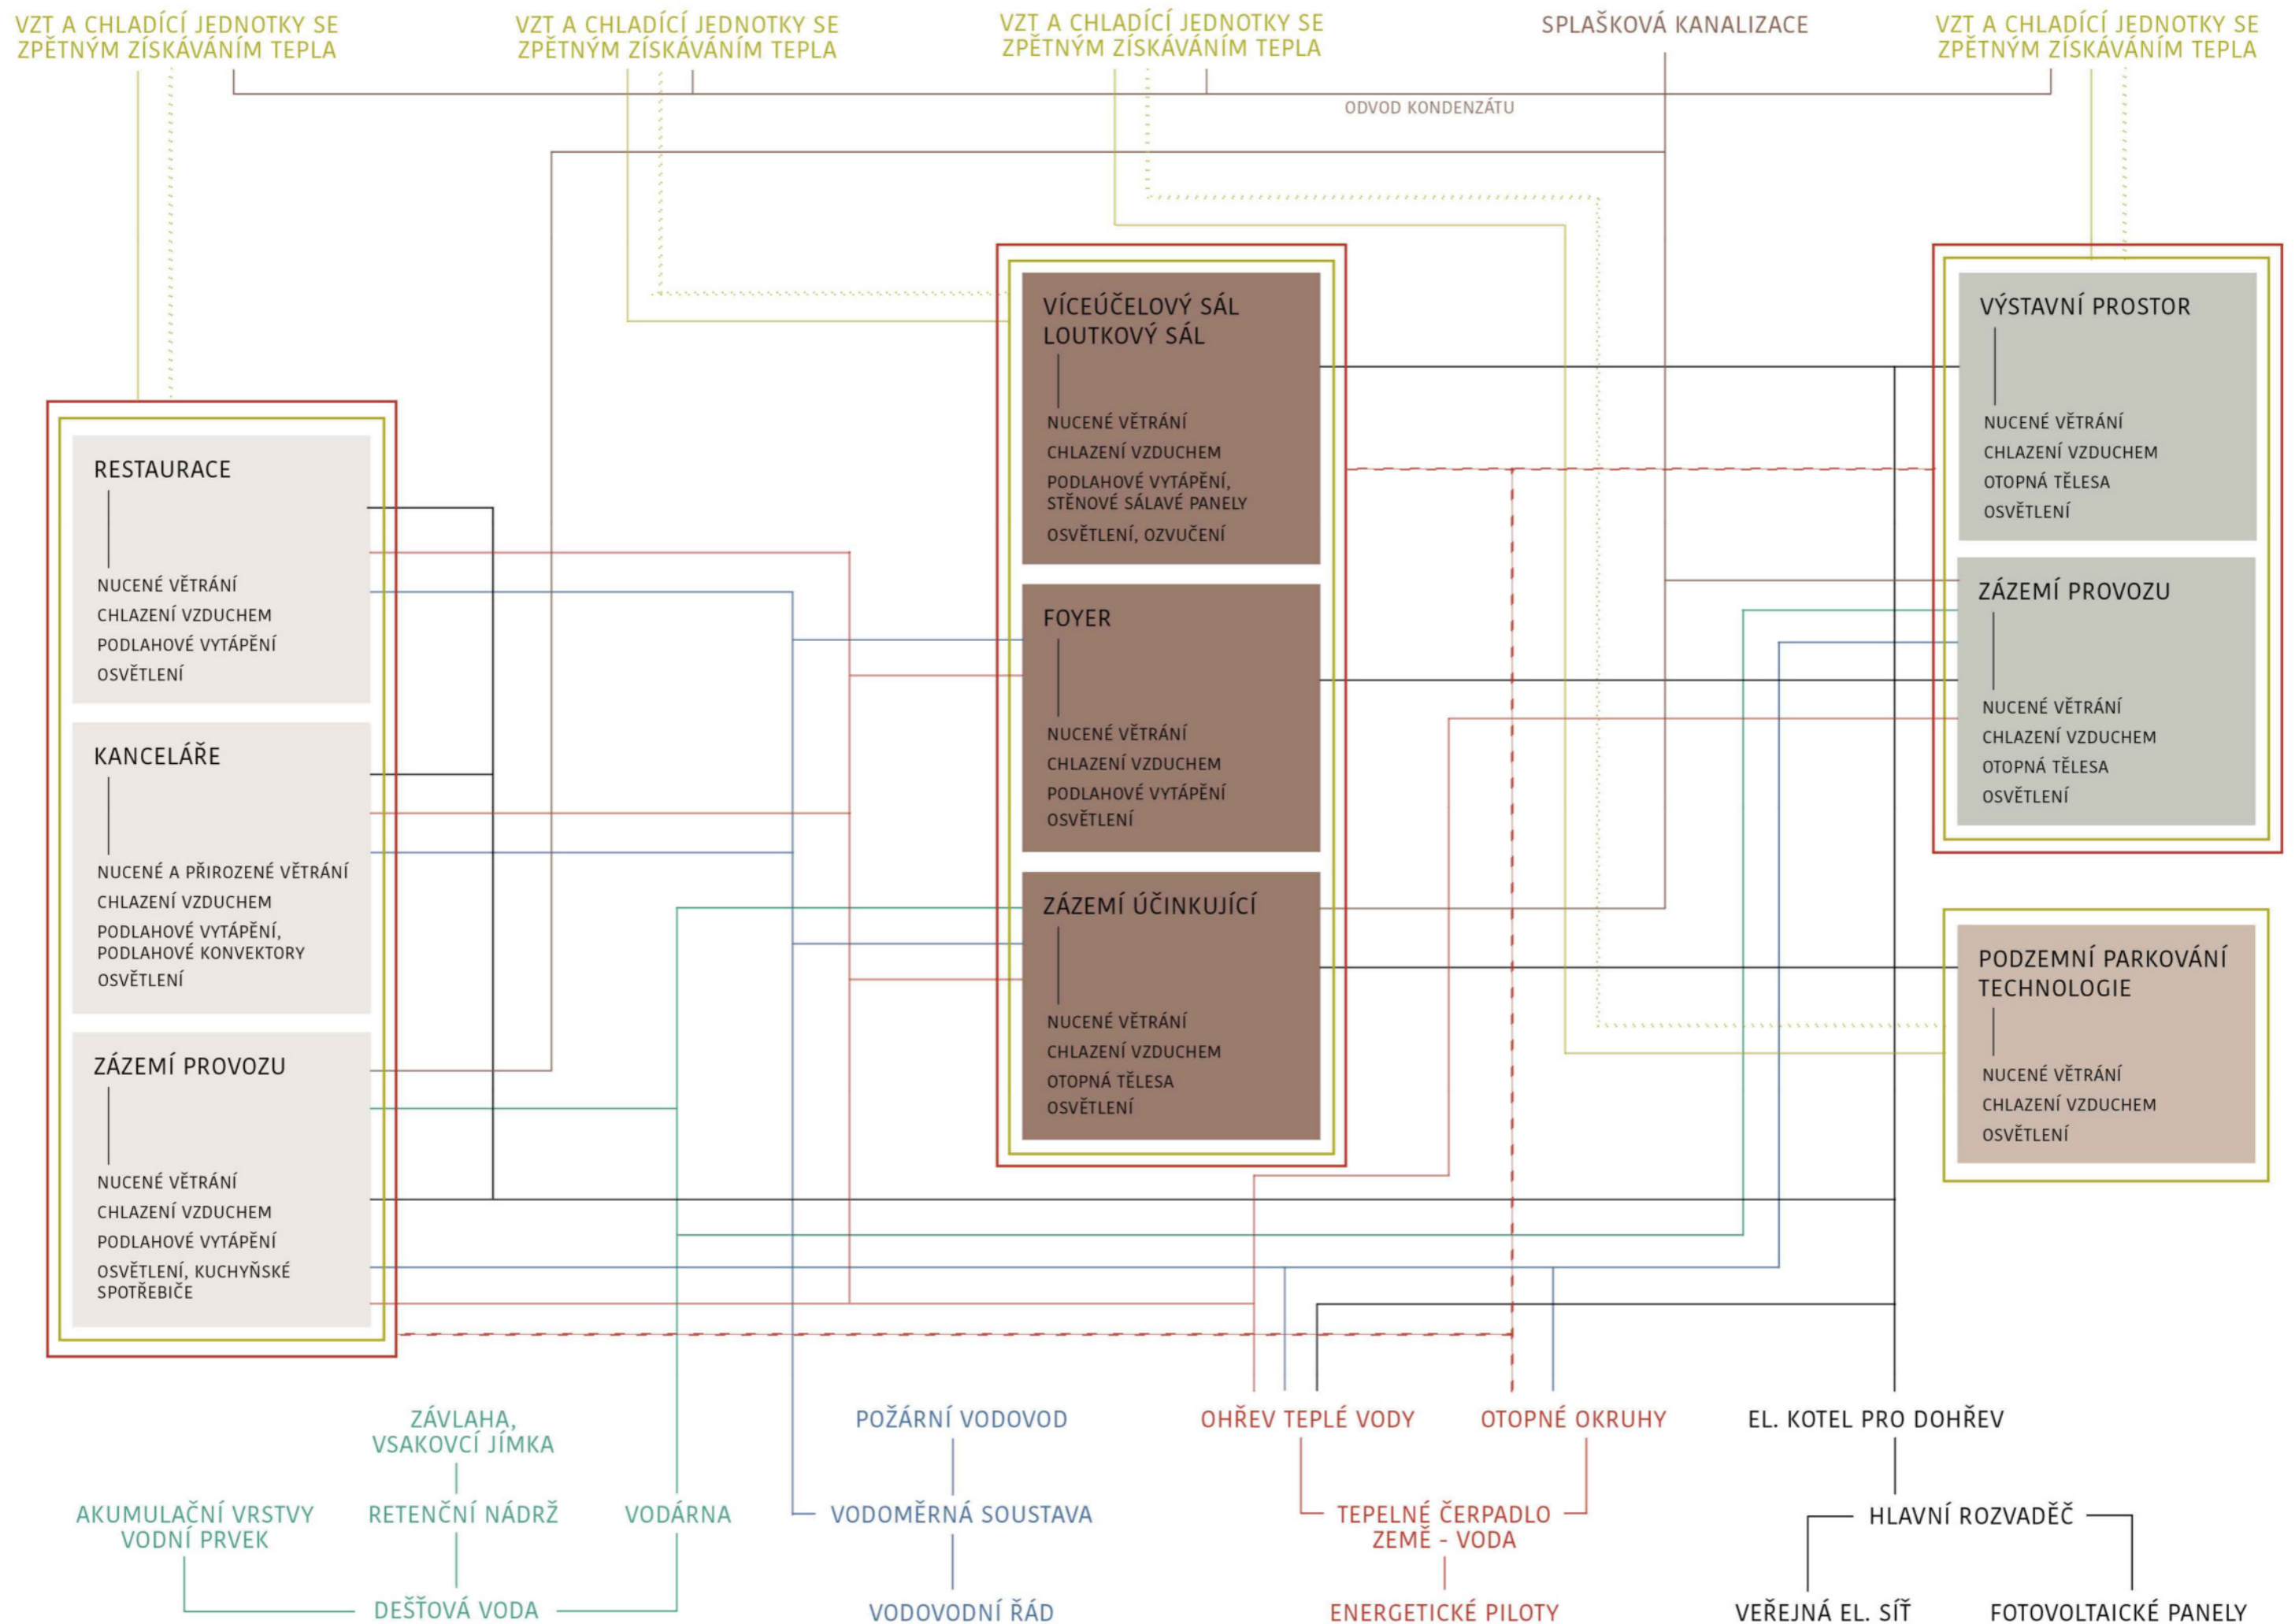 VZT A CHLADÍCÍ JEDNOTKY SE
ZPĚTNÝM ZÍSKÁVÁNÍM TEPLA
VZT A CHLADÍCÍ JEDNOTKY SE
ZPĚTNÝM ZÍSKÁVÁNÍM TEPLA
VZT A CHLADÍCÍ JEDNOTKY SE
ZPĚTNÝM ZÍSKÁVÁNÍM TEPLA
SPLAŠKOVÁ KANALIZACE
VZT A CHLADÍCÍ JEDNOTKY SE
ZPĚTNÝM ZÍSKÁVÁNÍM TEPLA
ODVOD KONDENZÁTU
RESTAURACE
NUCENÉ VĚTRÁNÍ
CHLAZENÍ VZDUCHEM
PODLAHOVÉ VYTÁPĚNÍ
OSVĚTLENÍ
KANCELÁŘE
NUCENÉ A PŘIROZENÉ VĚTRÁNÍ
CHLAZENÍ VZDUCHEM
PODLAHOVÉ VYTÁPĚNÍ,
PODLAHOVÉ KONVEKTORY
OSVĚTLENÍ
ZÁZEMÍ PROVOZU
NUCENÉ VĚTRÁNÍ
CHLAZENÍ VZDUCHEM
PODLAHOVÉ VYTÁPĚNÍ
OSVĚTLENÍ, KUCHYŇSKÉ
SPOTŘEBIČE
VÍCEÚČELOVÝ SÁL
LOUTKOVÝ SÁL
NUCENÉ VĚTRÁNÍ
CHLAZENÍ VZDUCHEM
PODLAHOVÉ VYTÁPĚNÍ,
STĚNOVÉ SÁLAVÉ PANELY
OSVĚTLENÍ, OZVUČENÍ
FOYER
NUCENÉ VĚTRÁNÍ
CHLAZENÍ VZDUCHEM
PODLAHOVÉ VYTÁPĚNÍ
OSVĚTLENÍ
ZÁZEMÍ ÚČINKUJÍCÍ
NUCENÉ VĚTRÁNÍ
CHLAZENÍ VZDUCHEM
OTOPNÁ TĚLESA
OSVĚTLENÍ
VÝSTAVNÍ PROSTOR
NUCENÉ VĚTRÁNÍ
CHLAZENÍ VZDUCHEM
OTOPNÁ TĚLESA
OSVĚTLENÍ
ZÁZEMÍ PROVOZU
NUCENÉ VĚTRÁNÍ
CHLAZENÍ VZDUCHEM
OTOPNÁ TĚLESA
OSVĚTLENÍ
PODZEMNÍ PARKOVÁNÍ
TECHNOLOGIE
NUCENÉ VĚTRÁNÍ
CHLAZENÍ VZDUCHEM
OSVĚTLENÍ
ZÁVLAHA,
VSAKOVCÍ JÍMKA
AKUMULAČNÍ VRSTVY
VODNÍ PRVEK
RETENČNÍ NÁDRŽ
VODÁRNA
DEŠŤOVÁ VODA
POŽÁRNÍ VODOVOD
VODOMĚRNÁ SOUSTAVA
VODOVODNÍ ŘÁD
OHŘEV TEPLÉ VODY
OTOPNÉ OKRUHY
TEPELNÉ ČERPADLO
ZEMĚ - VODA
ENERGETICKÉ PILOTY
EL. KOTEL PRO DOHŘEV
HLAVNÍ ROZVADĚČ
VEŘEJNÁ EL. SÍŤ
FOTOVOLTAICKÉ PANELY